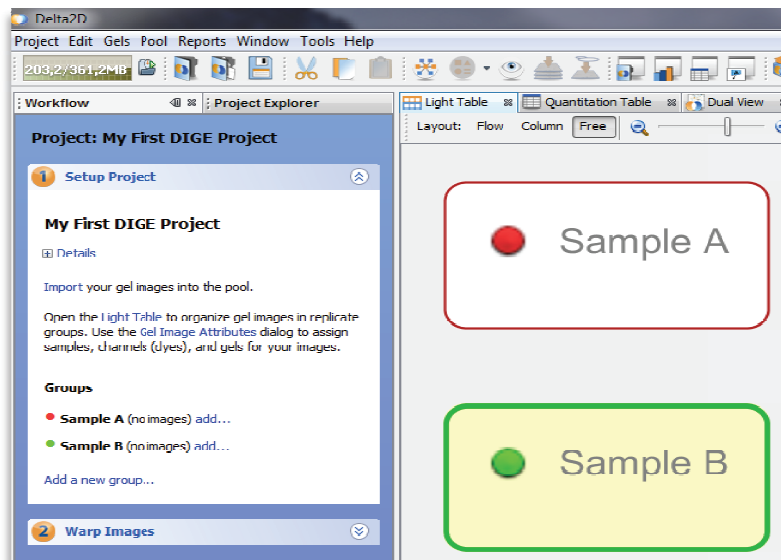 Delta2D
Project Edit Gels Pool Reports Window Tools Help
203,2/361,2MB
Workflow
Project Explorer
Light Table
Quantitation Table
Dual View
Layout: Flow Column Free
Project: My First DIGE Project
1 Setup Project
My First DIGE Project
Details
Import your gel images into the pool.
Open the Light Table to organize gel images in replicate
groups. Use the Gel Image Attributes dialog to assign
samples, channels (dyes), and gels for your images.
Groups
Sample A (no images) add...
Sample B (no images) add...
Add a new group...
2 Warp Images
Sample A
Sample B